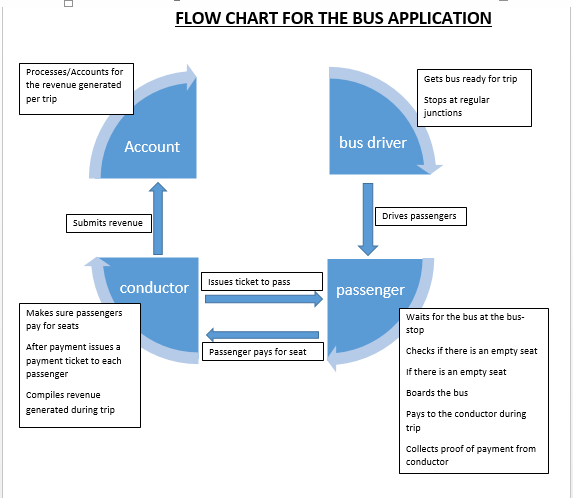 FLOW CHART FOR THE BUS APPLICATION
Processes/Accounts for
the revenue generated
per trip
Account
bus driver
Gets bus ready for trip
Stops at regular
junctions
Submits revenue
Drives passengers
conductor
Issues ticket to pass
passenger
Passenger pays for seat
Makes sure passengers
pay for seats
After payment issues a
payment ticket to each
passenger
Compiles revenue
generated during trip
Waits for the bus at the bus-
stop
Checks if there is an empty seat
If there is an empty seat
Boards the bus
Pays to the conductor during
trip
Collects proof of payment from
conductor